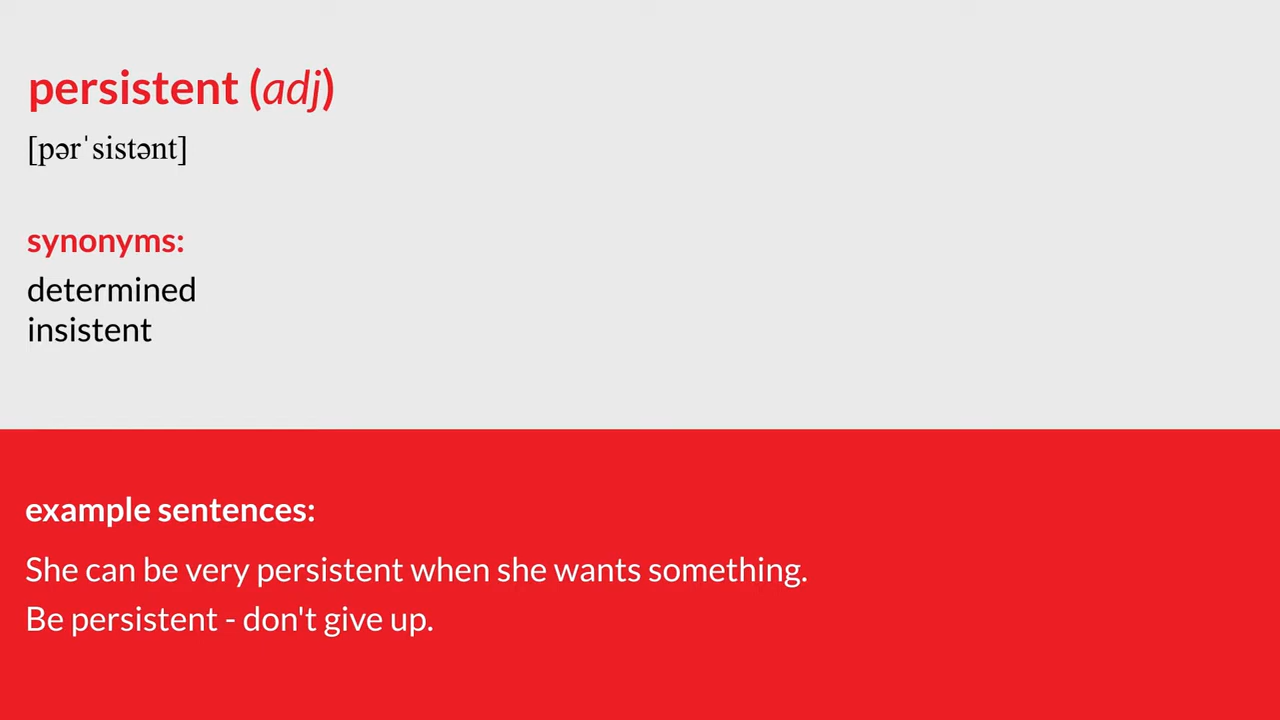 persistent (adj)
[pərˈsistənt]
synonyms:
determined
insistent
example sentences:
She can be very persistent when she wants something.
Be persistent - don't give up.